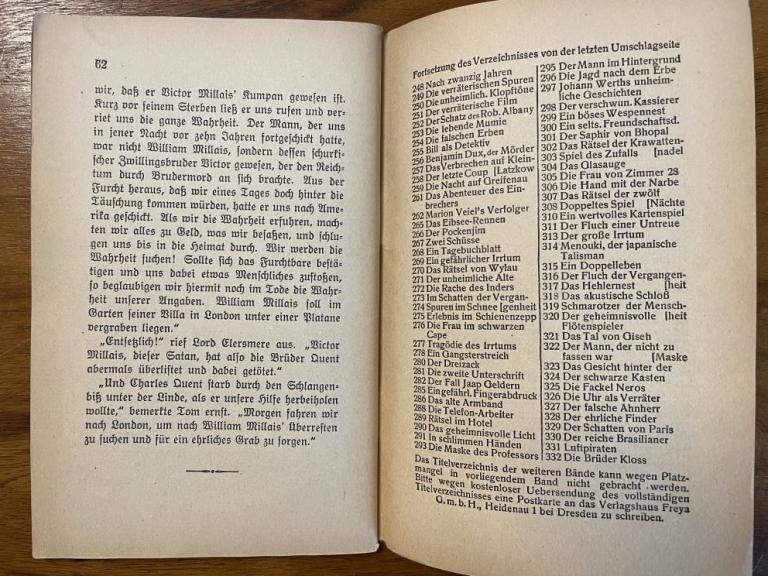 62
wir, daß er Victor Millais' Kumpan gewesen ist.
Kurz vor seinem Sterben ließ er uns rufen und ver-
riet uns die ganze Wahrheit. Der Mann, der uns
in jener Nacht vor zehn Jahren fortgeschickt hatte,
war nicht William Millais, sondern dessen schurki-
scher Zwillingsbruder Victor gewesen, der den Reich-
tum durch Brudermord an sich brachte. Aus der
Furcht heraus, daß wir eines Tages doch hinter die
Täuschung kommen würden, hatte er uns nach Ame-
rika geschickt. Als wir die Wahrheit erfuhren, mach-
ten wir alles zu Geld, was wir besaßen, und schlu-
gen uns bis in die Heimat durch. Wir werden die
Wahrheit suchen! Sollte sich das Furchtbare bestä-
tigen und uns dabei etwas Menschliches zustoßen,
so beglaubigen wir hiermit noch im Tode die Wahr-
heit unserer Angaben. William Millais soll im
Garten seiner Villa in London unter einer Platane
vergraben liegen.“
„Entsetzlich!“ rief Lord Clersmere aus. „Victor
Millais, dieser Satan, hat also die Brüder Quent
abermals überlistet und dabei getötet.“
„Und Charles Quent starb durch den Schlangen-
biß unter der Linde, als er unsere Hilfe herbeiholen
wollte,“ bemerkte Tom ernst. „Morgen fahren wir
nach London, um nach William Millais' Überresten
zu suchen und für ein ehrliches Grab zu sorgen.“
Fortsetzung des Verzeichnisses von der letzten Umschlagseite
248 Nach zwanzig Jahren
249 Die verräterischen Spuren
250 Die unheimlich. Klopftöne
251 Der verräterische Film
252 Der Schatz des Rob. Albany
253 Die lebende Mumie
254 Die falschen Erben
255 Bill als Detektiv
256 Benjamin Dux, der Mörder
257 Das Verbrechen auf Klein-
258 Der letzte Coup [Latzkow
259 Die Nacht auf Greifenau
261 Das Abenteuer des Ein-
brechers
262 Marion Veiel's Verfolger
265 Das Eibsee-Rennen
266 Der Pockenjim
267 Zwei Schüsse
268 Ein Tagebuchblatt
269 Ein gefährlicher Irrtum
270 Das Rätsel von Wylau
271 Der unheimliche Alte
272 Die Rache des Inders
273 Im Schatten der Vergan-
274 Spuren im Schnee [genheit
275 Erlebnis im Schienenzepp
276 Die Frau im schwarzen
Cape
277 Tragödie des Irrtums
278 Ein Gangsterstreich
280 Der Dreizack
281 Die zweite Unterschrift
282 Der Fall Jaap Geldern
285 Eingefährl. Fingerabdruck
286 Das alte Armband
288 Die Telefon-Arbeiter
289 Rätsel im Hotel
290 Das geheimnisvolle Licht
291 In schlimmen Händen
293 Die Maske des Professors
295 Der Mann im Hintergrund
296 Die Jagd nach dem Erbe
297 Johann Werths unheim-
liche Geschichten
298 Der verschwun. Kassierer
299 Ein böses Wespennest
300 Ein selts. Freundschaftsd.
301 Der Saphir von Bhopal
302 Das Rätsel der Krawatten-
303 Spiel des Zufalls [nadel
304 Das Glasauge
305 Die Frau von Zimmer 28
306 Die Hand mit der Narbe
307 Das Rätsel der zwölf
308 Doppeltes Spiel [Nächte
310 Ein wertvolles Kartenspiel
311 Der Fluch einer Untreue
313 Der große Irrtum
314 Menouki, der japanische
Talisman
315 Ein Doppelleben
316 Der Fluch der Vergangen-
317 Das Hehlernest [heit
318 Das akustische Schloß
319 Schmarotzer der Mensch-
320 Der geheimnisvolle [heit
Flötenspieler
321 Das Tal von Giseh
322 Der Mann, der nicht zu
fassen war [Maske
323 Das Gesicht hinter der
324 Der schwarze Kasten
325 Die Fackel Neros
326 Die Uhr als Verräter
327 Der falsche Ahnherr
328 Der ehrliche Finder
329 Der Schatten von Paris
330 Der reiche Brasilianer
331 Luftpiraten
332 Die Brüder Kloss
Das Titelverzeichnis der weiteren Bände kann wegen Platz-
mangel in vorliegendem Band nicht gebracht werden.
Bitte wegen kostenloser Uebersendung des vollständigen
Titelverzeichnisses eine Postkarte an das Verlagshaus Freya
G. m. b. H., Heidenau 1 bei Dresden zu schreiben.